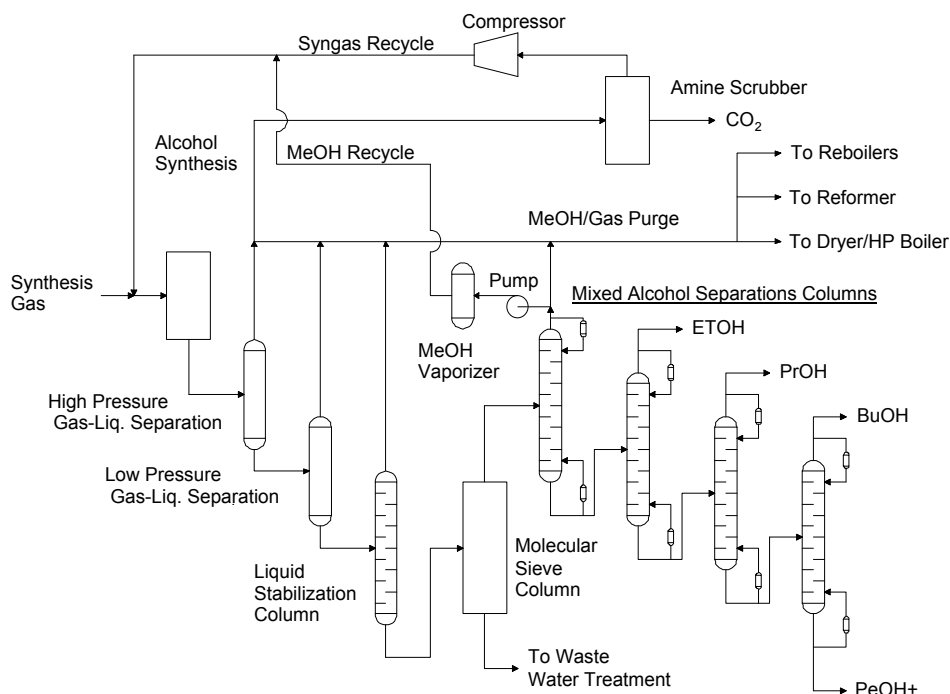 Compressor
Syngas Recycle
Amine Scrubber
CO2
Alcohol
Synthesis
MeOH Recycle
To Reboilers
To Reformer
MeOH/Gas Purge
To Dryer/HP Boiler
Synthesis
Gas
Pump
Mixed Alcohol Separations Columns
ETOH
MeOH
Vaporizer
PrOH
High Pressure
Gas-Liq. Separation
BuOH
Low Pressure
Gas-Liq. Separation
Molecular
Sieve
Column
Liquid
Stabilization
Column
To Waste
Water Treatment
PeOH+